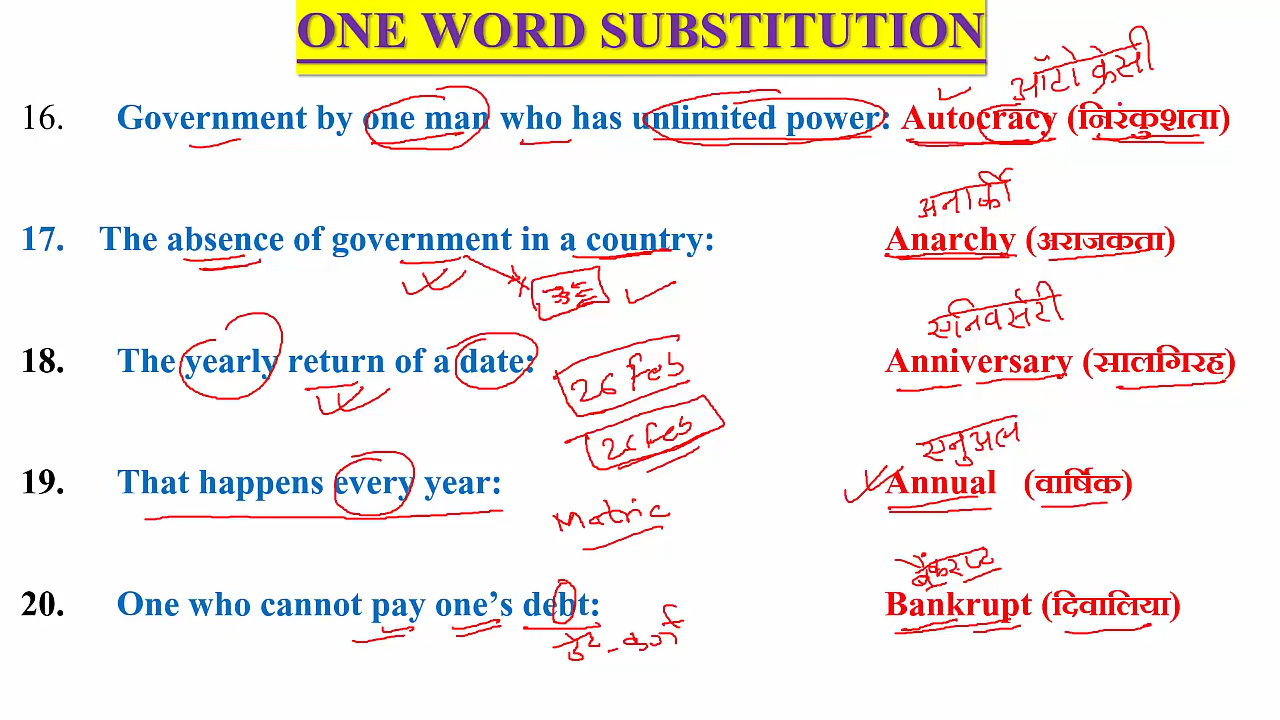 ONE WORD SUBSTITUTION
ऑटोक्रेसी
16. Government by one man who has unlimited power: Autocracy (निरंकुशता)
अनार्की
17. The absence of government in a country: Anarchy (अराजकता)
एनिवर्सरी
18. The yearly return of a date: Anniversary (सालगिरह)
26 Feb
26 Feb
एनुअल
19. That happens every year: Annual (वार्षिक)
Matric
बैंकरप्ट
20. One who cannot pay one's debt: Bankrupt (दिवालिया)